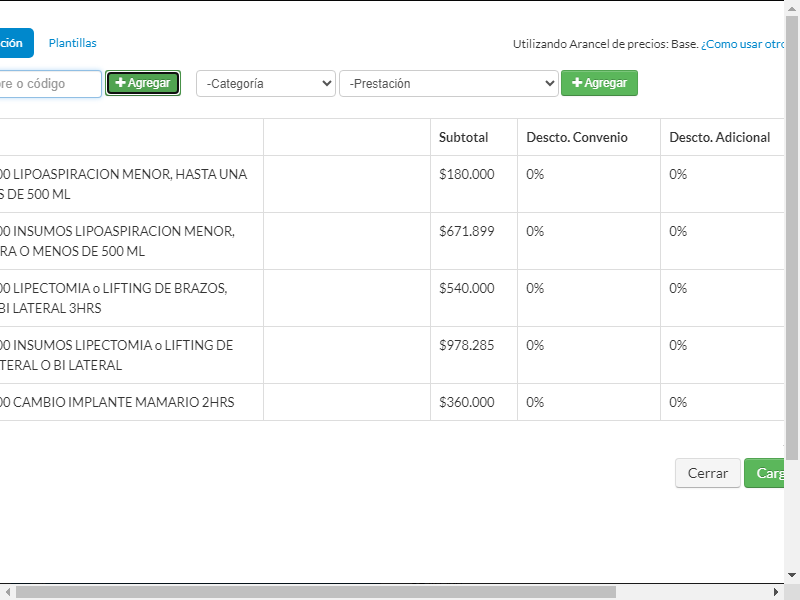 ción Plantillas Utilizando Arancel de precios: Base. ¿Como usar otro
re o código Agregar -Categoría -Prestación Agregar
Subtotal Descto. Convenio Descto. Adicional
00 LIPOASPIRACION MENOR, HASTA UNA $180.000 0% 0%
S DE 500 ML
00 INSUMOS LIPOASPIRACION MENOR, $671.899 0% 0%
RA O MENOS DE 500 ML
00 LIPECTOMIA o LIFTING DE BRAZOS, $540.000 0% 0%
BI LATERAL 3HRS
00 INSUMOS LIPECTOMIA o LIFTING DE $978.285 0% 0%
TERAL O BI LATERAL
00 CAMBIO IMPLANTE MAMARIO 2HRS $360.000 0% 0%
Cerrar Carg